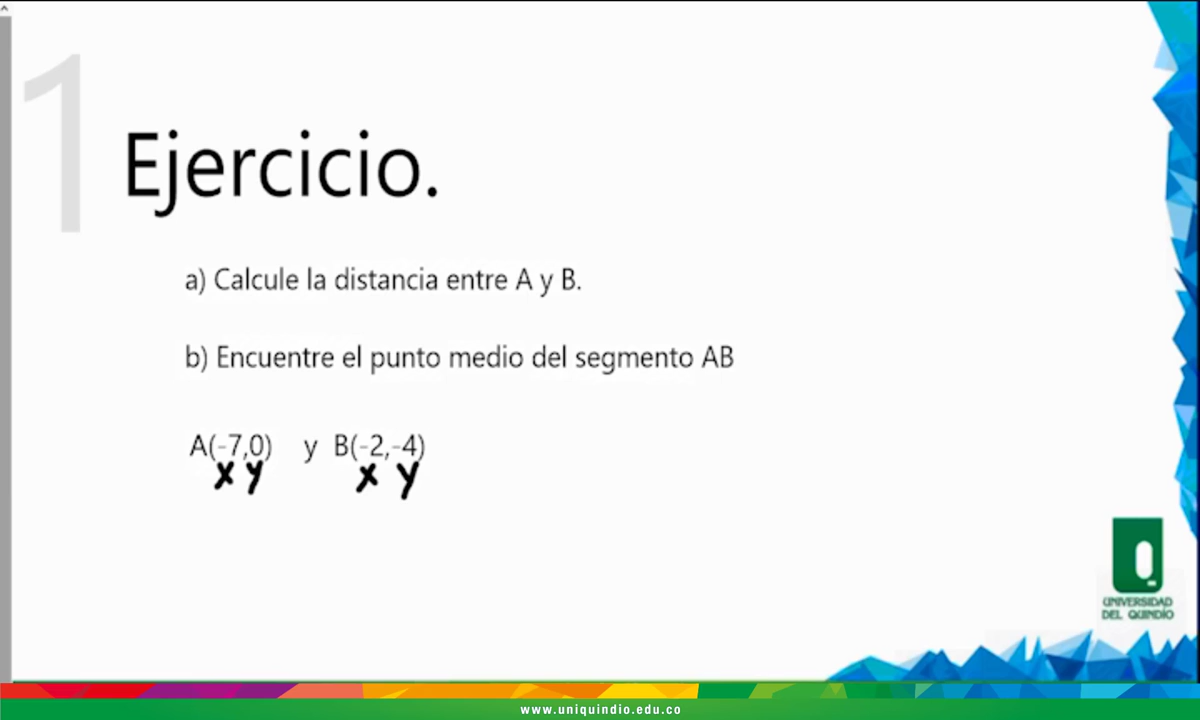 1
Ejercicio.
a) Calcule la distancia entre A y B.
b) Encuentre el punto medio del segmento AB
A(-7,0) y B(-2,-4)
x y x y
UNIVERSIDAD
DEL QUINDÍO
www.uniquindio.edu.co